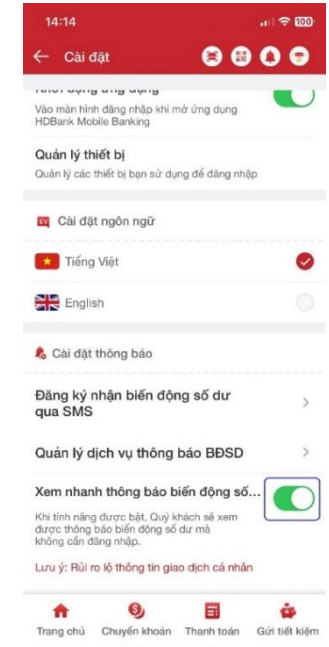 14:14
100
Cài đặt
Khởi động ứng dụng
Vào màn hình đăng nhập khi mở ứng dụng
HDBank Mobile Banking
Quản lý thiết bị
Quản lý các thiết bị bạn sử dụng để đăng nhập
Cài đặt ngôn ngữ
Tiếng Việt
English
Cài đặt thông báo
Đăng ký nhận biến động số dư
qua SMS
Quản lý dịch vụ thông báo BĐSD
Xem nhanh thông báo biến động số...
Khi tính năng được bật, Quý khách sẽ xem
được thông báo biến động số dư mà
không cần đăng nhập.
Lưu ý: Rủi ro lộ thông tin giao dịch cá nhân
Trang chủ Chuyển khoản Thanh toán Gửi tiết kiệm